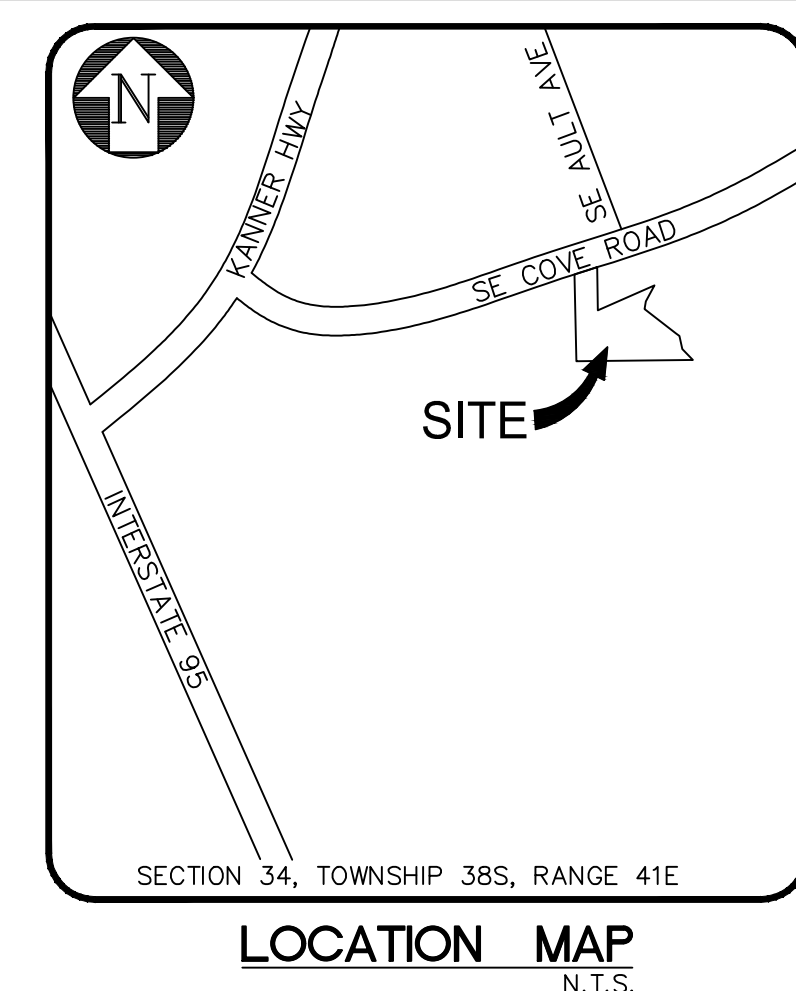 N
KANNER HWY
SE AULT AVE
SE COVE ROAD
SITE
INTERSTATE 95
SECTION 34, TOWNSHIP 38S, RANGE 41E
LOCATION MAP
N.T.S.